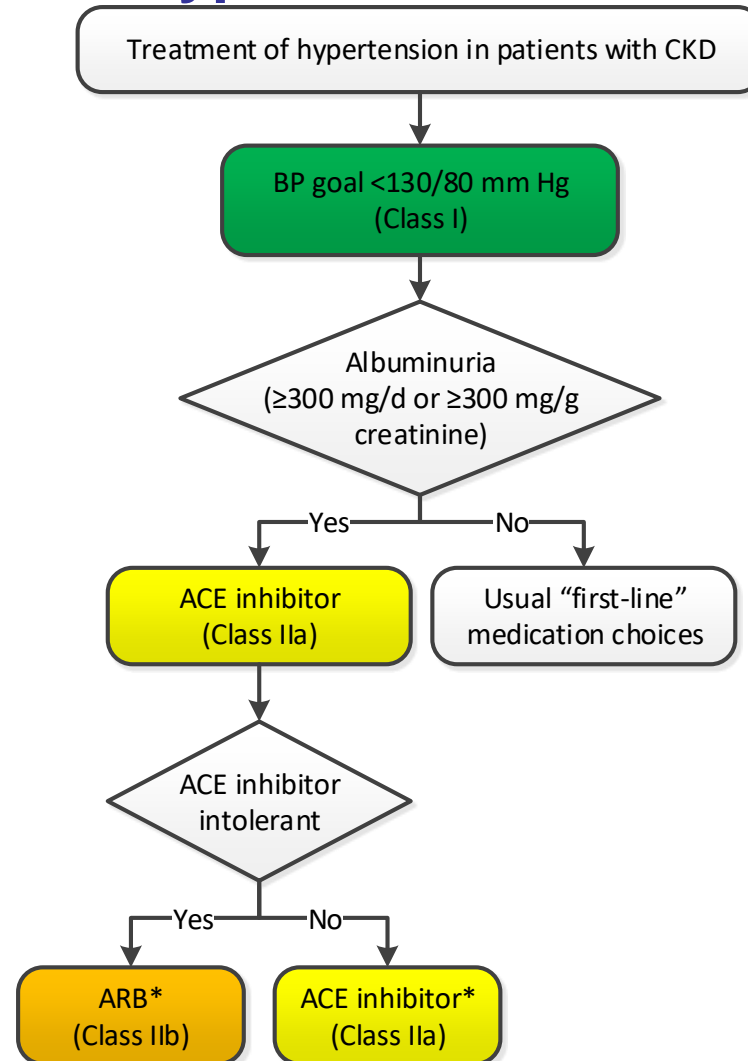 Treatment of hypertension in patients with CKD
BP goal <130/80 mm Hg
(Class I)
Albuminuria
(≥300 mg/d or ≥300 mg/g
creatinine)
Yes
No
ACE inhibitor
(Class IIa)
Usual “first-line”
medication choices
ACE inhibitor
intolerant
Yes
No
ARB*
(Class IIb)
ACE inhibitor*
(Class IIa)